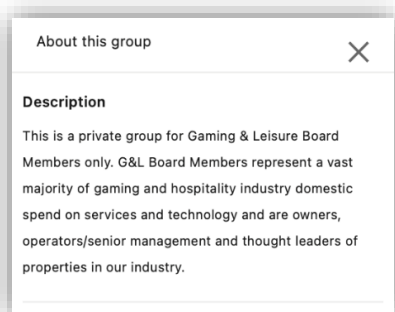 About this group
Description
This is a private group for Gaming & Leisure Board
Members only. G&L Board Members represent a vast
majority of gaming and hospitality industry domestic
spend on services and technology and are owners,
operators/senior management and thought leaders of
properties in our industry.